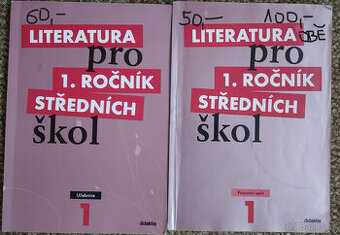 60,-
LITERATURA
pro
1. ROČNÍK
STŘEDNÍCH
škol
Učebnice
1
didaktis
50,- 100,-
OBĚ
LITERATURA
pro
1. ROČNÍK
STŘEDNÍCH
škol
Pracovní sešit
1
didaktis